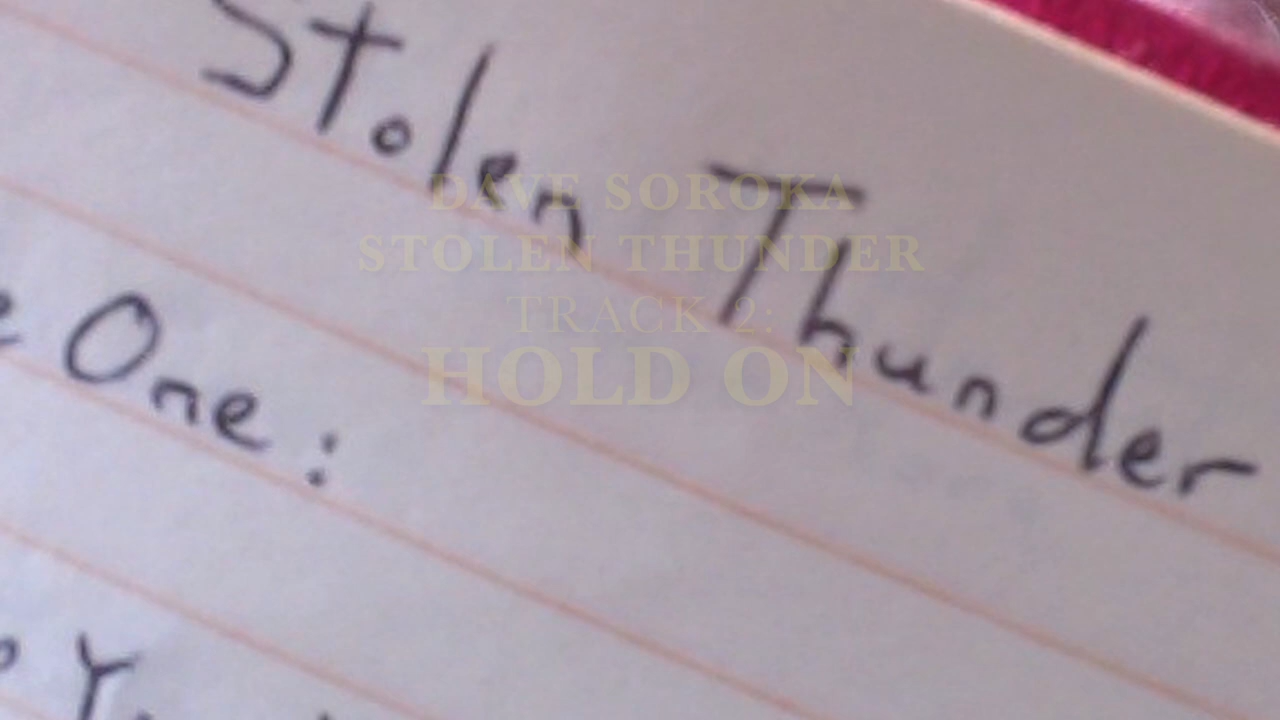 Stolen Thunder
DAVE SOROKA
STOLEN THUNDER
TRACK 2:
HOLD ON
One: